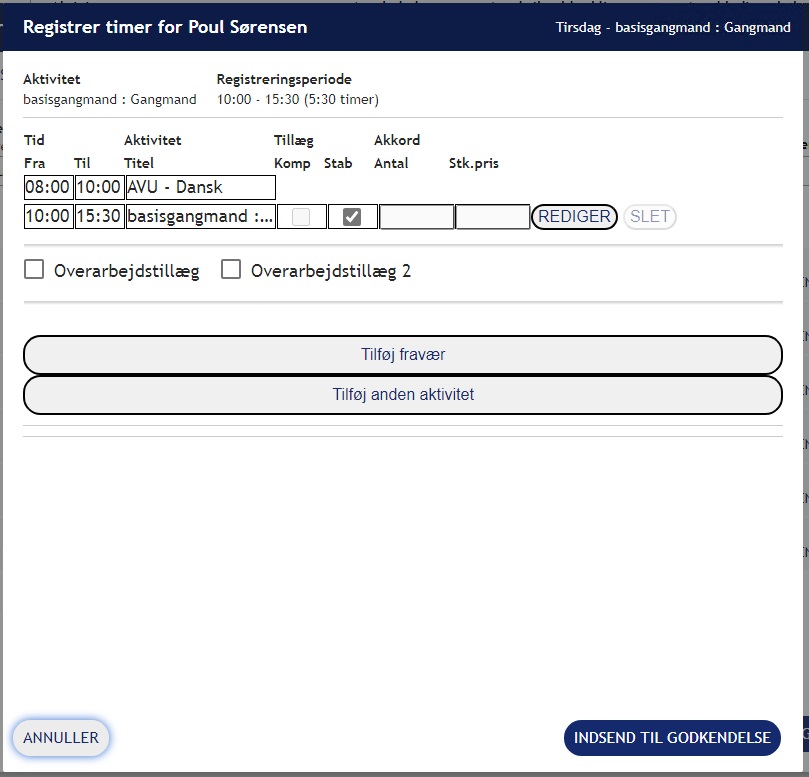 Registrer timer for Poul Sørensen
Tirsdag - basisgangmand : Gangmand
Aktivitet Registreringsperiode
basisgangmand : Gangmand 10:00 - 15:30 (5:30 timer)
Tid Aktivitet Tillæg Akkord
Fra Til Titel Komp Stab Antal Stk.pris
08:00 10:00 AVU - Dansk
10:00 15:30 basisgangmand :... REDIGER SLET
Overarbejdstillæg Overarbejdstillæg 2
Tilføj fravær
Tilføj anden aktivitet
ANNULLER INDSEND TIL GODKENDELSE